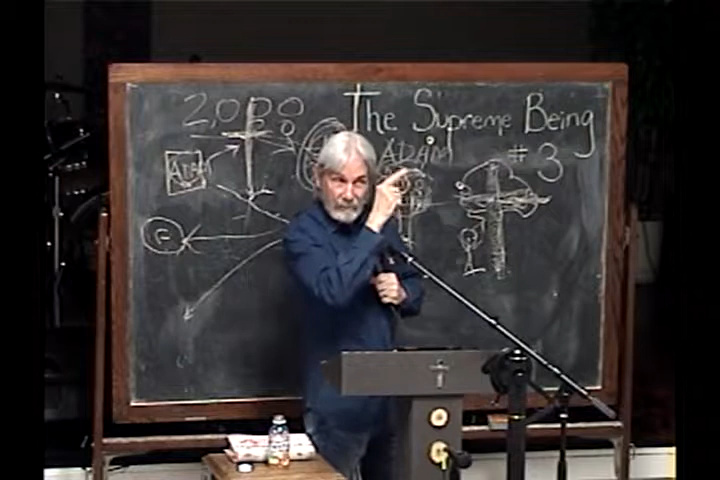 2,000
The Supreme Being
ADAM
# 3
ADAM